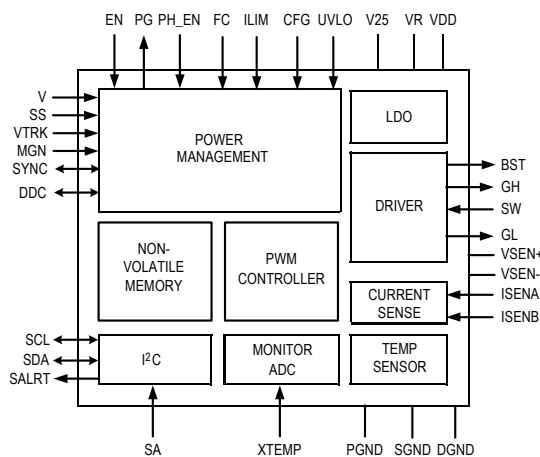 EN PG PH_EN FC ILIM CFG UVLO V25 VR VDD
V
SS
VTRK
MGN
SYNC
DDC
POWER
MANAGEMENT
LDO
DRIVER
BST
GH
SW
GL
VSEN+
VSEN-
ISENA
ISENB
NON-
VOLATILE
MEMORY
PWM
CONTROLLER
CURRENT
SENSE
SCL
SDA
SALRT
I²C
MONITOR
ADC
TEMP
SENSOR
SA XTEMP PGND SGND DGND